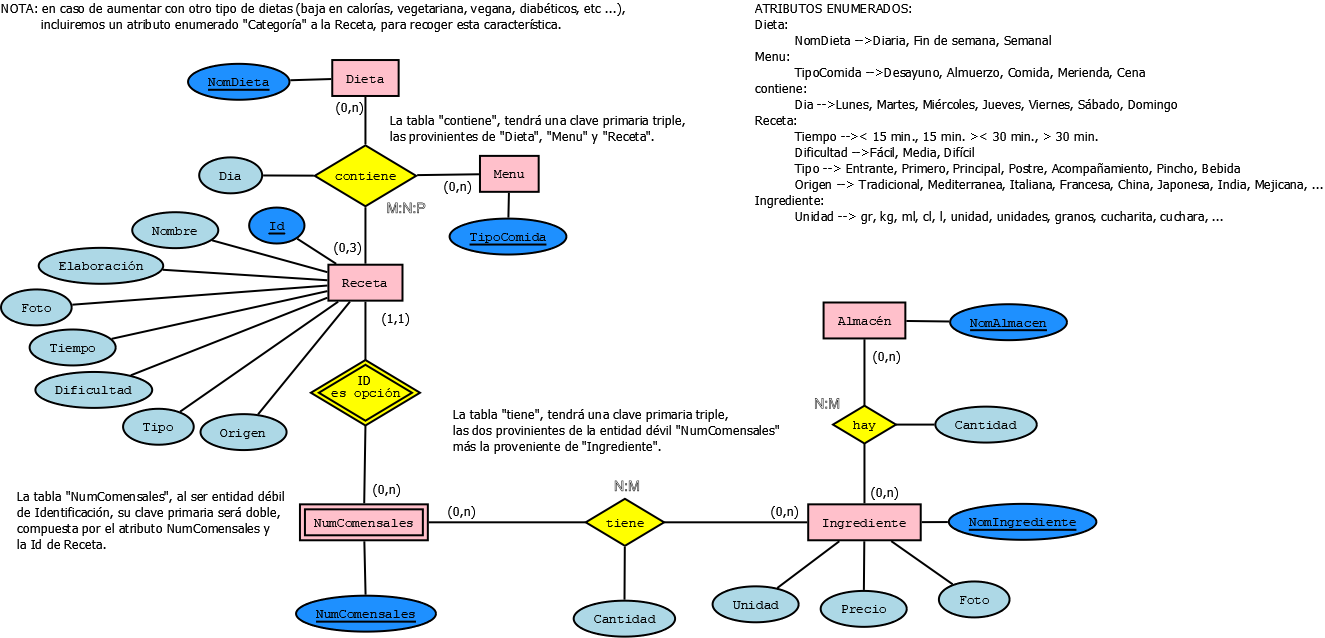 NOTA: en caso de aumentar con otro tipo de dietas (baja en calorías, vegetariana, vegana, diabéticos, etc ...),
incluiremos un atributo enumerado "Categoría" a la Receta, para recoger esta característica.
ATRIBUTOS ENUMERADOS:
Dieta:
NomDieta -->Diaria, Fin de semana, Semanal
Menu:
TipoComida -->Desayuno, Almuerzo, Comida, Merienda, Cena
contiene:
Dia -->Lunes, Martes, Miércoles, Jueves, Viernes, Sábado, Domingo
Receta:
Tiempo --->< 15 min., 15 min. >< 30 min., > 30 min.
Dificultad -->Fácil, Media, Difícil
Tipo --> Entrante, Primero, Principal, Postre, Acompañamiento, Pincho, Bebida
Origen --> Tradicional, Mediterranea, Italiana, Francesa, China, Japonesa, India, Mejicana, ...
Ingrediente:
Unidad --> gr, kg, ml, cl, l, unidad, unidades, granos, cucharita, cuchara, ...
NomDieta
Dieta
(0,n)
La tabla "contiene", tendrá una clave primaria triple,
las provinientes de "Dieta", "Menu" y "Receta".
Dia
contiene
(0,n)
Menu
M:N:P
TipoComida
Nombre
Id
(0,3)
Elaboración
Receta
Foto
(1,1)
Tiempo
Dificultad
Tipo
Origen
ID
es opción
Almacén
NomAlmacen
(0,n)
N:M
hay
Cantidad
La tabla "tiene", tendrá una clave primaria triple,
las dos provinientes de la entidad dévil "NumComensales"
más la proveniente de "Ingrediente".
La tabla "NumComensales", al ser entidad débil
de Identificación, su clave primaria será doble,
compuesta por el atributo NumComensales y
la Id de Receta.
(0,n)
NumComensales
(0,n)
N:M
tiene
(0,n)
(0,n)
Ingrediente
NomIngrediente
NumComensales
Cantidad
Unidad
Precio
Foto